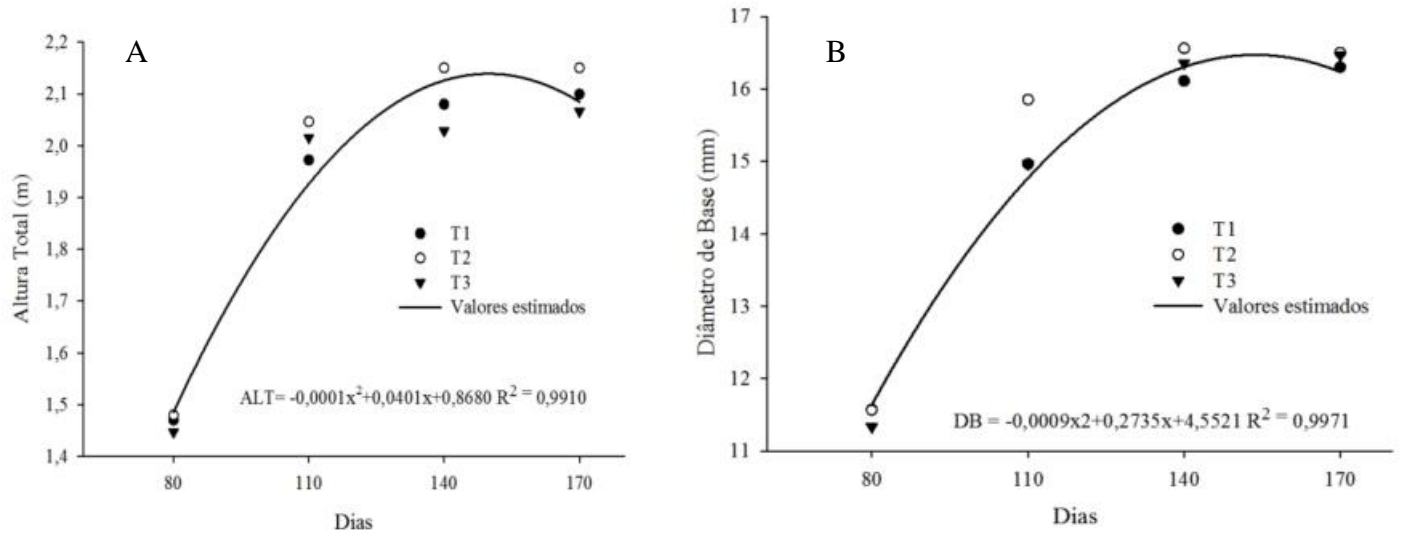 A
Altura Total (m)
2,2
2,1
2,0
1,9
1,8
1,7
1,6
1,5
1,4
T1
T2
T3
Valores estimados
ALT= -0,0001x²+0,0401x+0,8680 R² = 0,9910
80 110 140 170
Dias
B
Diâmetro de Base (mm)
17
16
15
14
13
12
11
T1
T2
T3
Valores estimados
DB = -0,0009x2+0,2735x+4,5521 R² = 0,9971
80 110 140 170
Dias